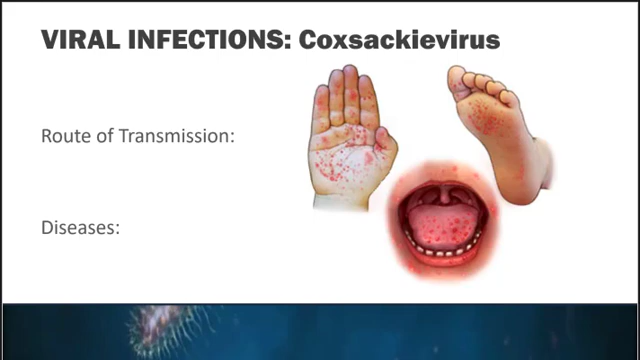 VIRAL INFECTIONS: Coxsackievirus
Route of Transmission:
Diseases: